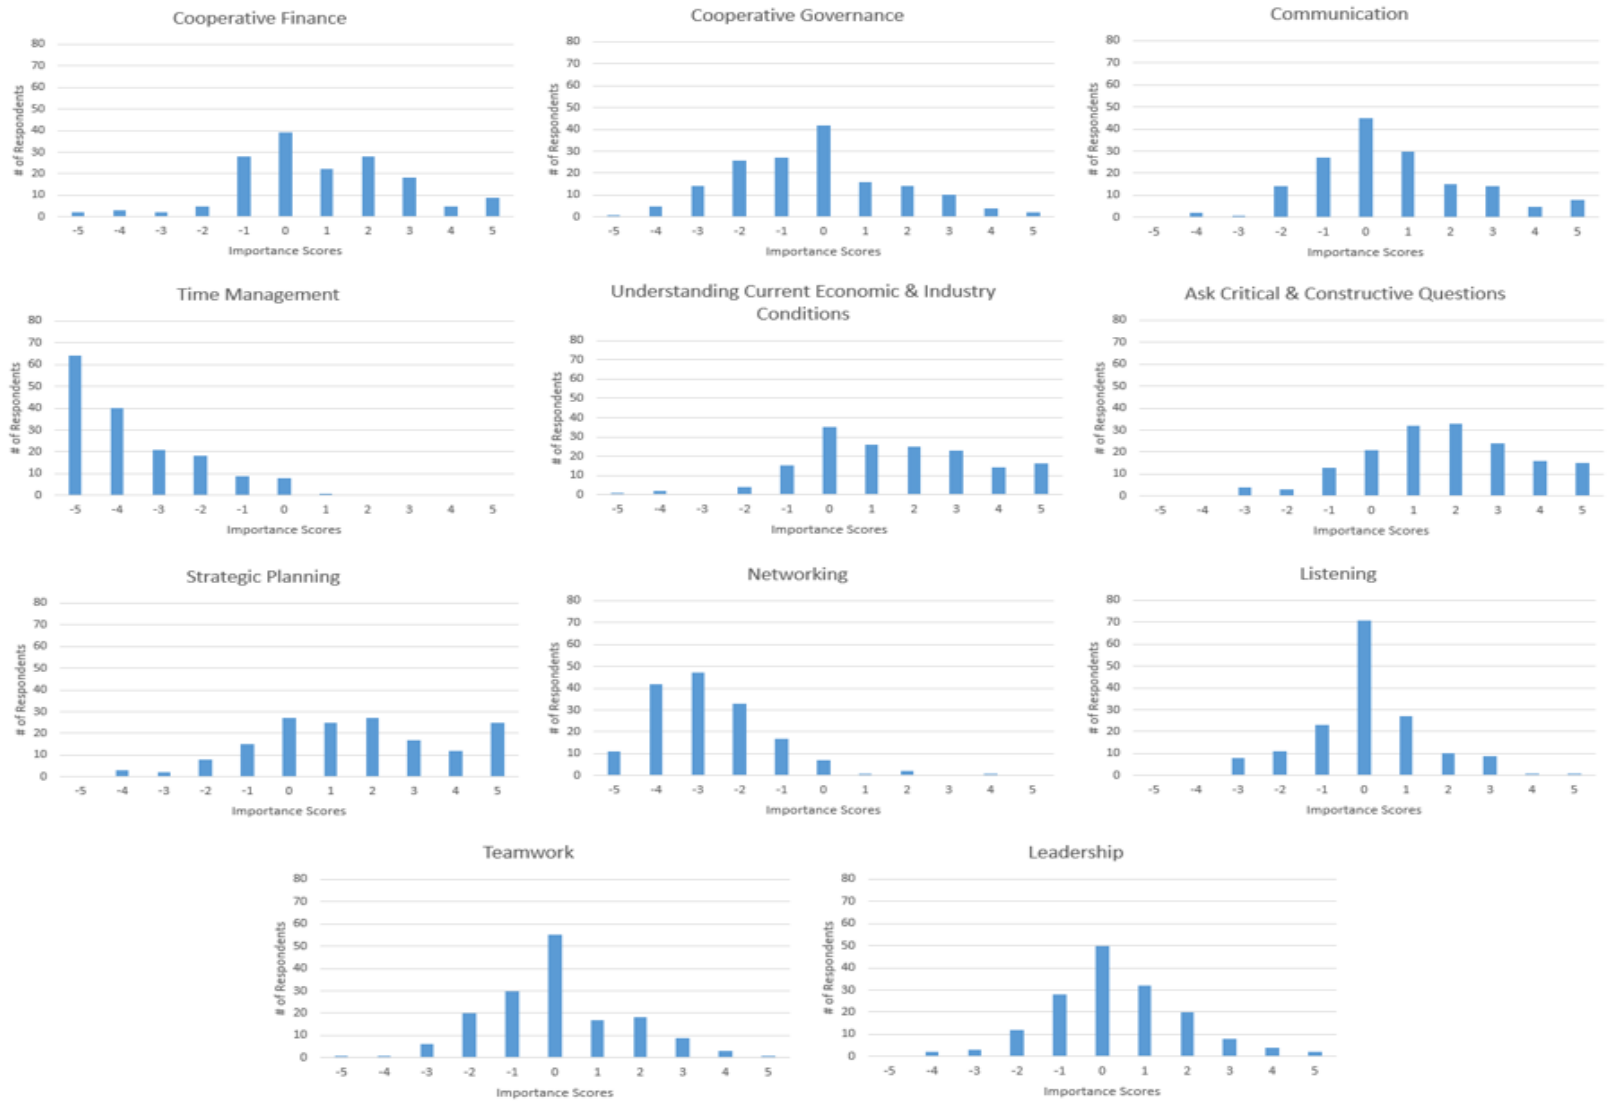 Cooperative Finance
80
70
60
50
40
30
20
10
0
# of Respondents
-5 -4 -3 -2 -1 0 1 2 3 4 5
Importance Scores
Cooperative Governance
80
70
60
50
40
30
20
10
0
# of Respondents
-5 -4 -3 -2 -1 0 1 2 3 4 5
Importance Scores
Communication
80
70
60
50
40
30
20
10
0
# of Respondents
-5 -4 -3 -2 -1 0 1 2 3 4 5
Importance Scores
Time Management
80
70
60
50
40
30
20
10
0
# of Respondents
-5 -4 -3 -2 -1 0 1 2 3 4 5
Importance Scores
Understanding Current Economic & Industry
Conditions
80
70
60
50
40
30
20
10
0
# of Respondents
-5 -4 -3 -2 -1 0 1 2 3 4 5
Importance Scores
Ask Critical & Constructive Questions
80
70
60
50
40
30
20
10
0
# of Respondents
-5 -4 -3 -2 -1 0 1 2 3 4 5
Importance Scores
Strategic Planning
80
70
60
50
40
30
20
10
0
# of Respondents
-5 -4 -3 -2 -1 0 1 2 3 4 5
Importance Scores
Networking
80
70
60
50
40
30
20
10
0
# of Respondents
-5 -4 -3 -2 -1 0 1 2 3 4 5
Importance Scores
Listening
80
70
60
50
40
30
20
10
0
# of Respondents
-5 -4 -3 -2 -1 0 1 2 3 4 5
Importance Scores
Teamwork
80
70
60
50
40
30
20
10
0
# of Respondents
-5 -4 -3 -2 -1 0 1 2 3 4 5
Importance Scores
Leadership
80
70
60
50
40
30
20
10
0
# of Respondents
-5 -4 -3 -2 -1 0 1 2 3 4 5
Importance Scores